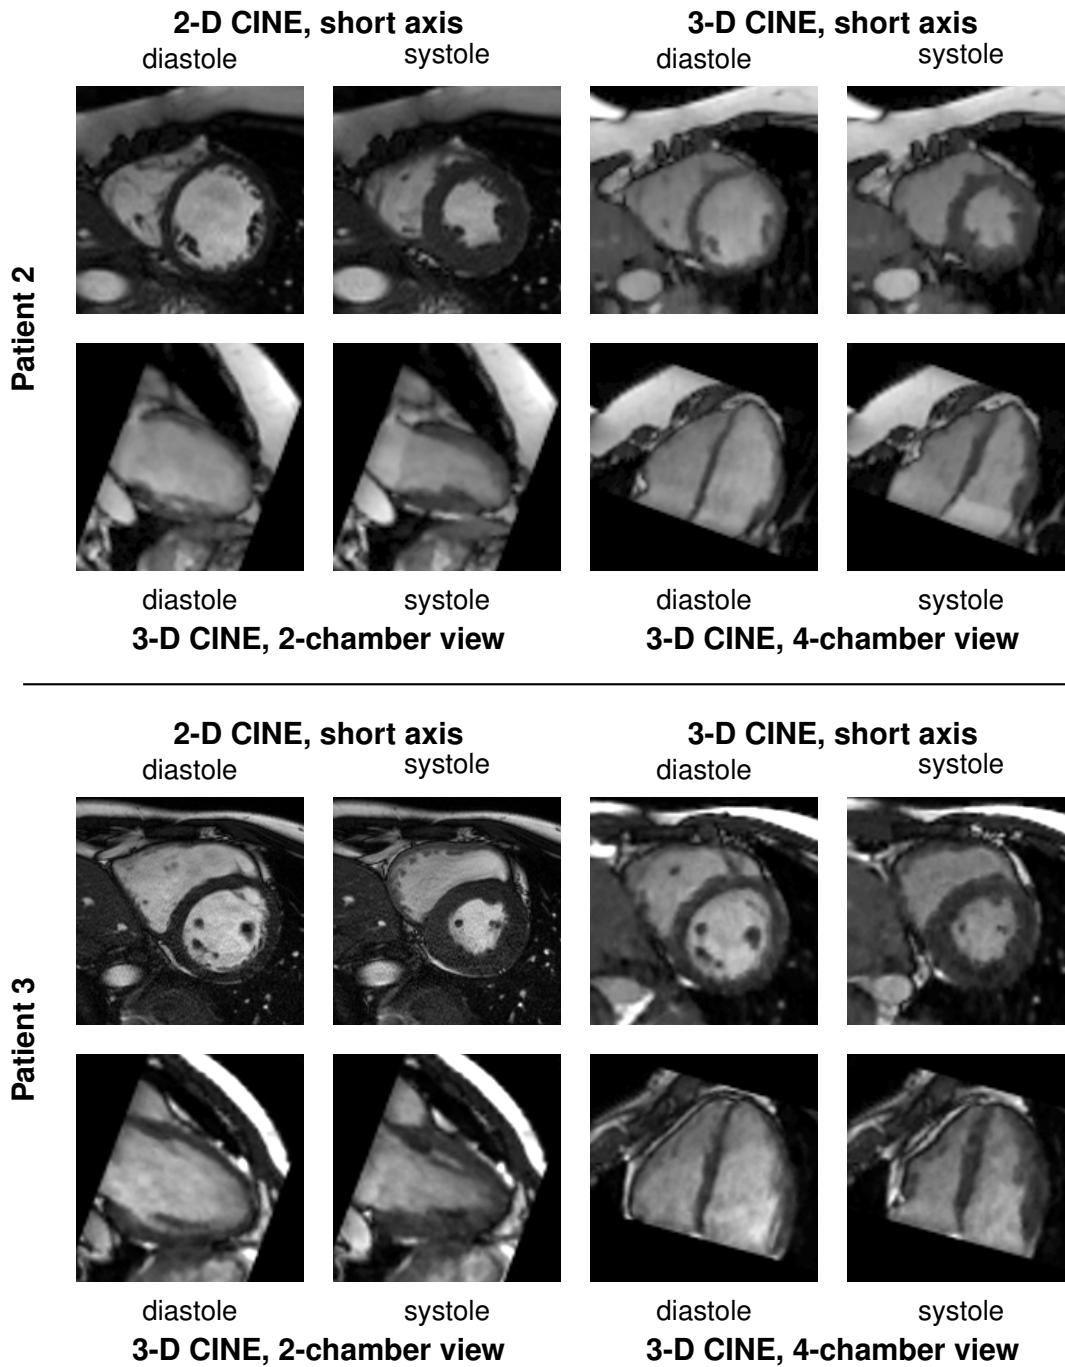 2-D CINE, short axis
3-D CINE, short axis
diastole
systole
diastole
systole
Patient 2
diastole
systole
diastole
systole
3-D CINE, 2-chamber view
3-D CINE, 4-chamber view
2-D CINE, short axis
3-D CINE, short axis
diastole
systole
diastole
systole
Patient 3
diastole
systole
diastole
systole
3-D CINE, 2-chamber view
3-D CINE, 4-chamber view